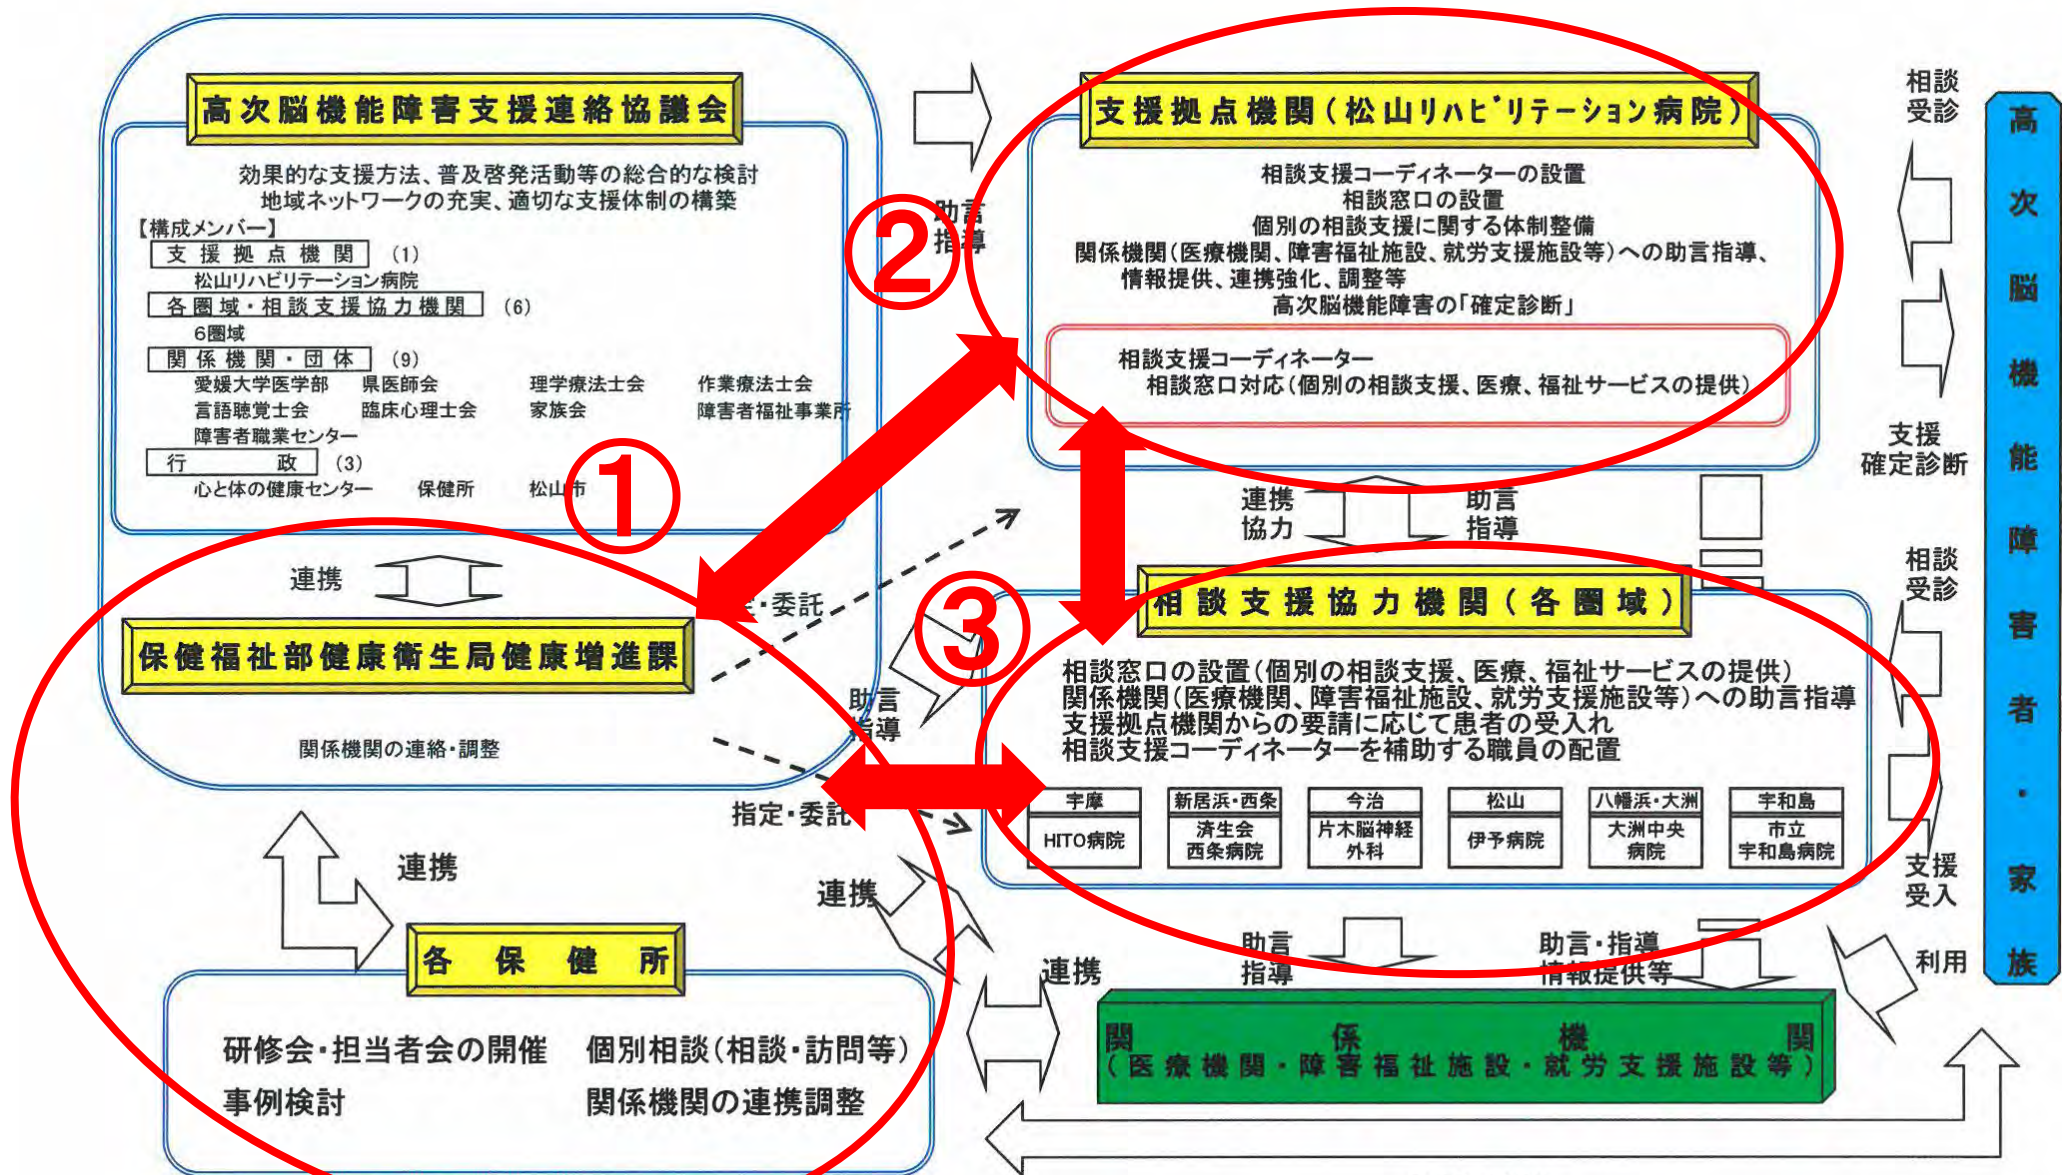 高次脳機能障害支援連絡協議会
効果的な支援方法、普及啓発活動等の総合的な検討
地域ネットワークの充実、適切な支援体制の構築
【構成メンバー】
支援拠点機関 (1)
松山リハビリテーション病院
各圏域・相談支援協力機関 (6)
6圏域
関係機関・団体 (9)
愛媛大学医学部 県医師会 理学療法士会 作業療法士会
言語聴覚士会 臨床心理士会 家族会 障害者福祉事業所
障害者職業センター
行政 (3)
心と体の健康センター 保健所 松山市
①
連携
保健福祉部健康衛生局健康増進課
関係機関の連絡・調整
連携
各保健所
研修会・担当者会の開催 個別相談(相談・訪問等)
事例検討 関係機関の連携調整
助言
指導
②
支援拠点機関(松山リハビリテーション病院)
相談支援コーディネーターの設置
相談窓口の設置
個別の相談支援に関する体制整備
関係機関(医療機関、障害福祉施設、就労支援施設等)への助言指導、
情報提供、連携強化、調整等
高次脳機能障害の「確定診断」
相談支援コーディネーター
相談窓口対応(個別の相談支援、医療、福祉サービスの提供)
連携
協力
助言
指導
・委託
③
助言
指導
指定・委託
相談支援協力機関(各圏域)
相談窓口の設置(個別の相談支援、医療、福祉サービスの提供)
関係機関(医療機関、障害福祉施設、就労支援施設等)への助言指導
支援拠点機関からの要請に応じて患者の受入れ
相談支援コーディネーターを補助する職員の配置
宇摩 新居浜・西条 今治 松山 八幡浜・大洲 宇和島
HITO病院 済生会 片木脳神経 伊予病院 大洲中央 市立
西条病院 外科 病院 宇和島病院
連携
連携
助言
指導
助言・指導
情報提供等
関係機関
(医療機関・障害福祉施設・就労支援施設等)
相談
受診
支援
確定診断
相談
受診
支援
受入
利用
高次脳機能障害者・家族